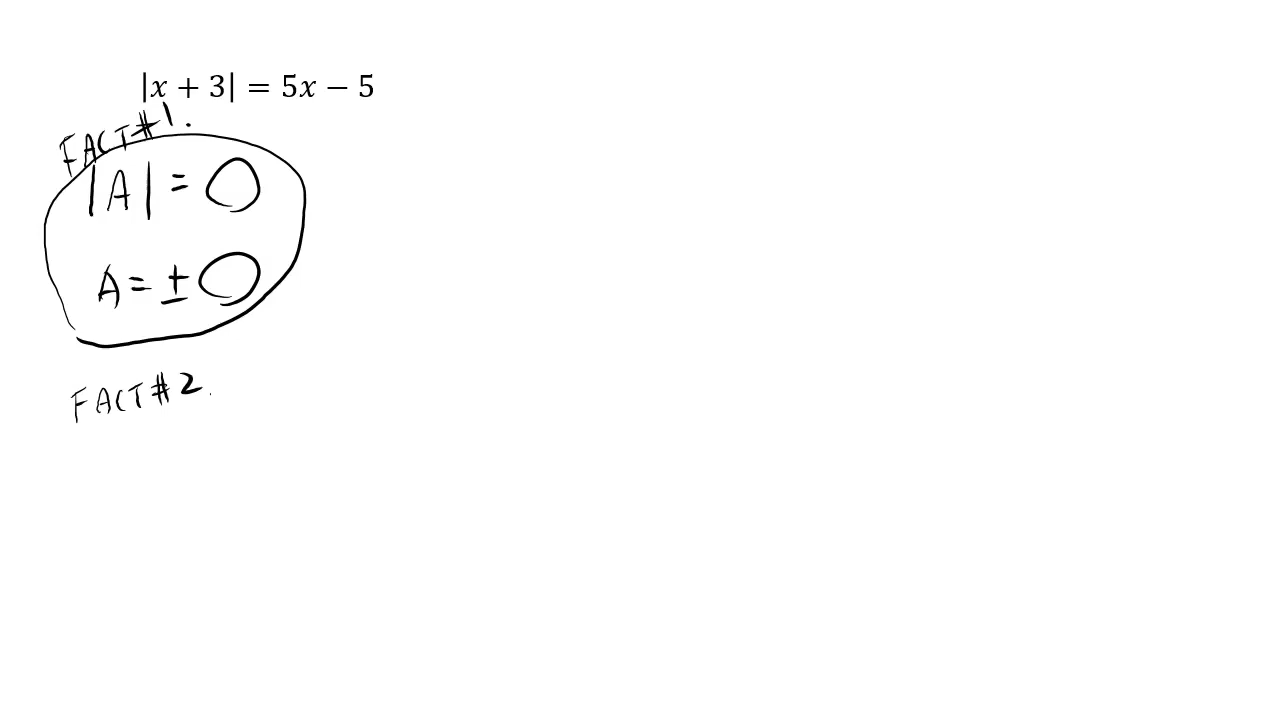 |x + 3| = 5x − 5
FACT #1.
|A| = ◯
A = ± ◯
FACT #2.